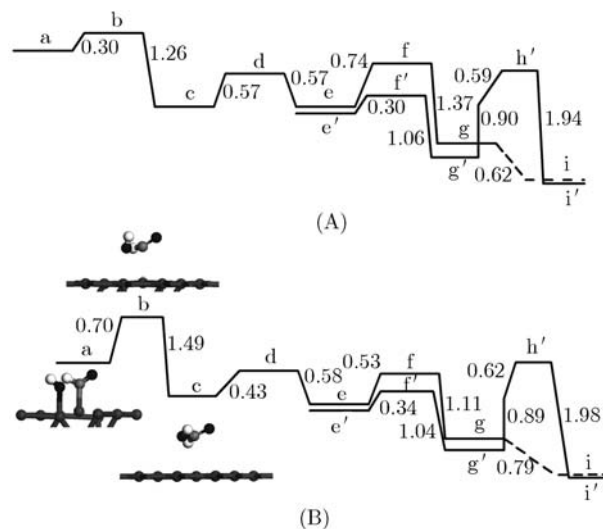 a
b
0.30
1.26
c
0.57
d
0.57
e
e′
0.74
f
f′
0.30
1.37
1.06
g
g′
0.59
0.90
h′
0.62
1.94
i
i′
(A)
a
0.70
b
1.49
c
0.43
d
0.58
e
e′
0.53
f
f′
0.34
1.11
1.04
g
g′
0.62
0.89
h′
0.79
1.98
i
i′
(B)